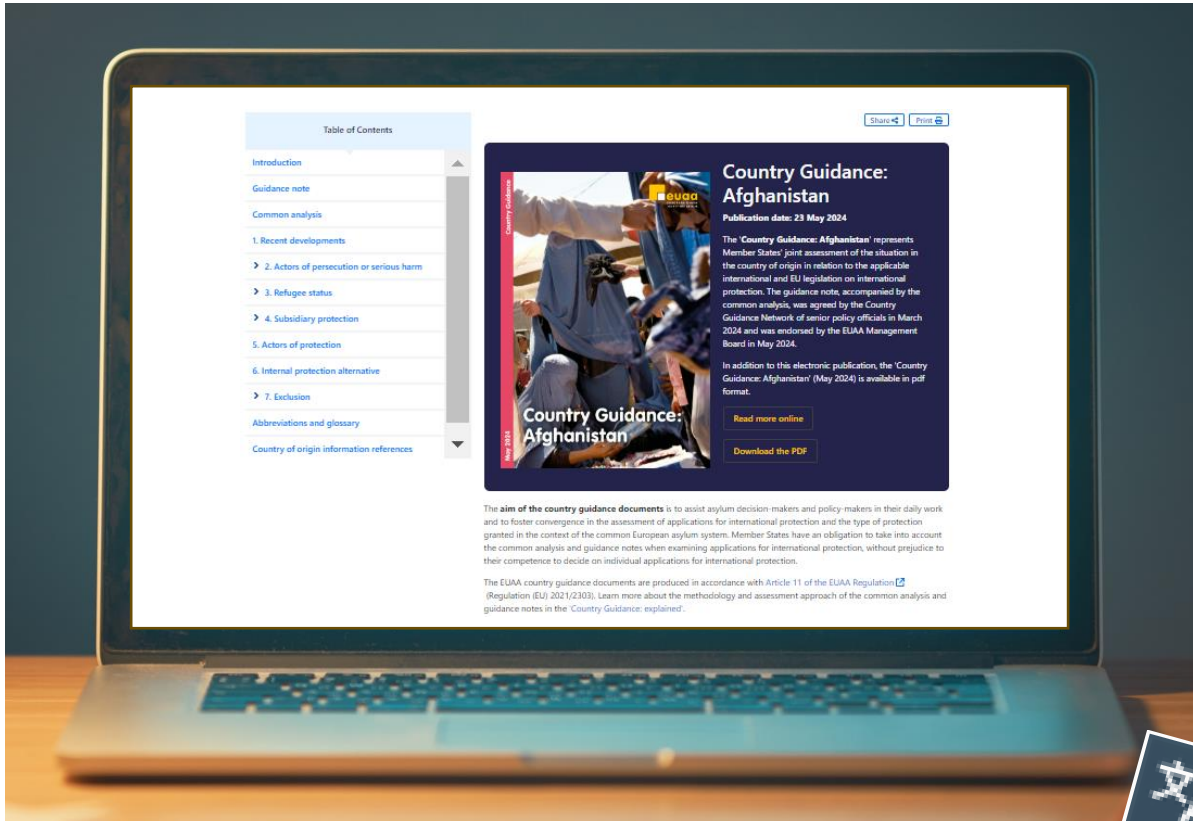 Table of Contents
Introduction
Guidance note
Common analysis
1. Recent developments
2. Actors of persecution or serious harm
3. Refugee status
4. Subsidiary protection
5. Actors of protection
6. Internal protection alternative
7. Exclusion
Abbreviations and glossary
Country of origin information references
Share
Print
Country Guidance
euaa
Country Guidance:
Afghanistan
May 2024
Country Guidance:
Afghanistan
Publication date: 23 May 2024
The 'Country Guidance: Afghanistan' represents
Member States' joint assessment of the situation in
the country of origin in relation to the applicable
international and EU legislation on international
protection. The guidance note, accompanied by the
common analysis, was agreed by the Country
Guidance Network of senior policy officials in March
2024 and was endorsed by the EUAA Management
Board in May 2024.
In addition to this electronic publication, the 'Country
Guidance: Afghanistan' (May 2024) is available in pdf
format.
Read more online
Download the PDF
The aim of the country guidance documents is to assist asylum decision-makers and policy-makers in their daily work
and to foster convergence in the assessment of applications for international protection and the type of protection
granted in the context of the common European asylum system. Member States have an obligation to take into account
the common analysis and guidance notes when examining applications for international protection, without prejudice to
their competence to decide on individual applications for international protection.
The EUAA country guidance documents are produced in accordance with Article 11 of the EUAA Regulation
(Regulation (EU) 2021/2303). Learn more about the methodology and assessment approach of the common analysis and
guidance notes in the 'Country Guidance: explained'.